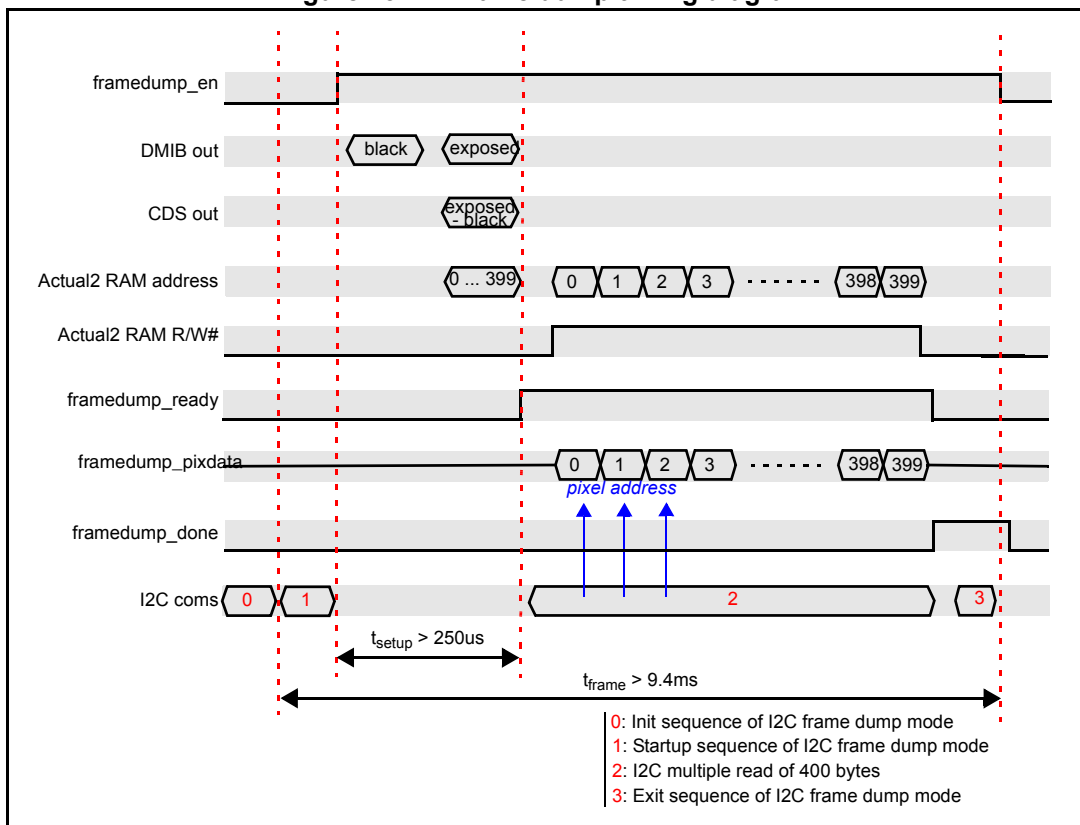 framedump_en
DMIB out
black
exposed
CDS out
exposed
- black
Actual2 RAM address
0 ... 399
0 1 2 3 398 399
Actual2 RAM R/W#
framedump_ready
framedump_pixdata
0 1 2 3 398 399
pixel address
framedump_done
I2C coms
0 1 2 3
tsetup > 250us
tframe > 9.4ms
0: Init sequence of I2C frame dump mode
1: Startup sequence of I2C frame dump mode
2: I2C multiple read of 400 bytes
3: Exit sequence of I2C frame dump mode